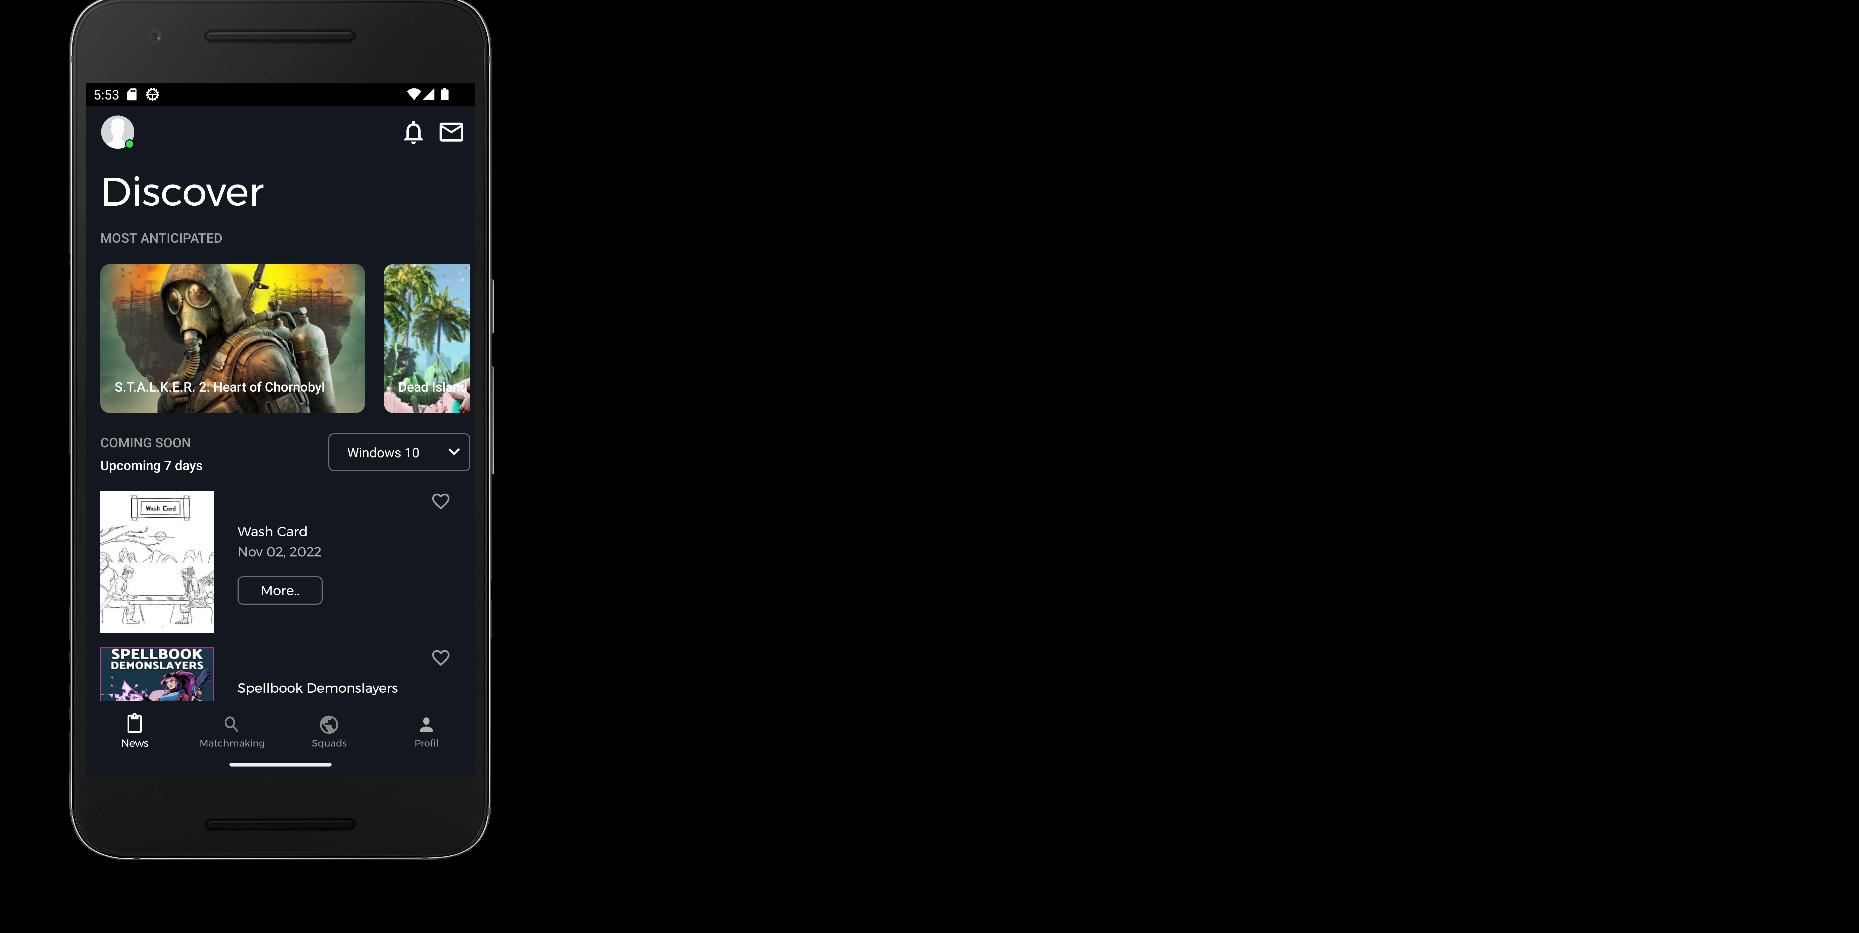 5:53
Discover
MOST ANTICIPATED
S.T.A.L.K.E.R. 2: Heart of Chornobyl
Dead Island
COMING SOON
Upcoming 7 days
Windows 10
Wash Card
Wash Card
Nov 02, 2022
More..
SPELLBOOK
DEMONSLAYERS
Spellbook Demonslayers
News
Matchmaking
Squads
Profil